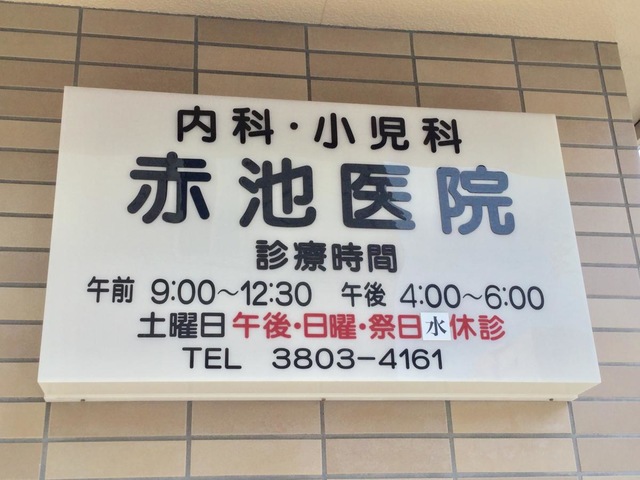 内科・小児科
赤池医院
診療時間
午前 9:00～12:30 午後 4:00～6:00
土曜日午後・日曜・祭日水休診
TEL 3803-4161